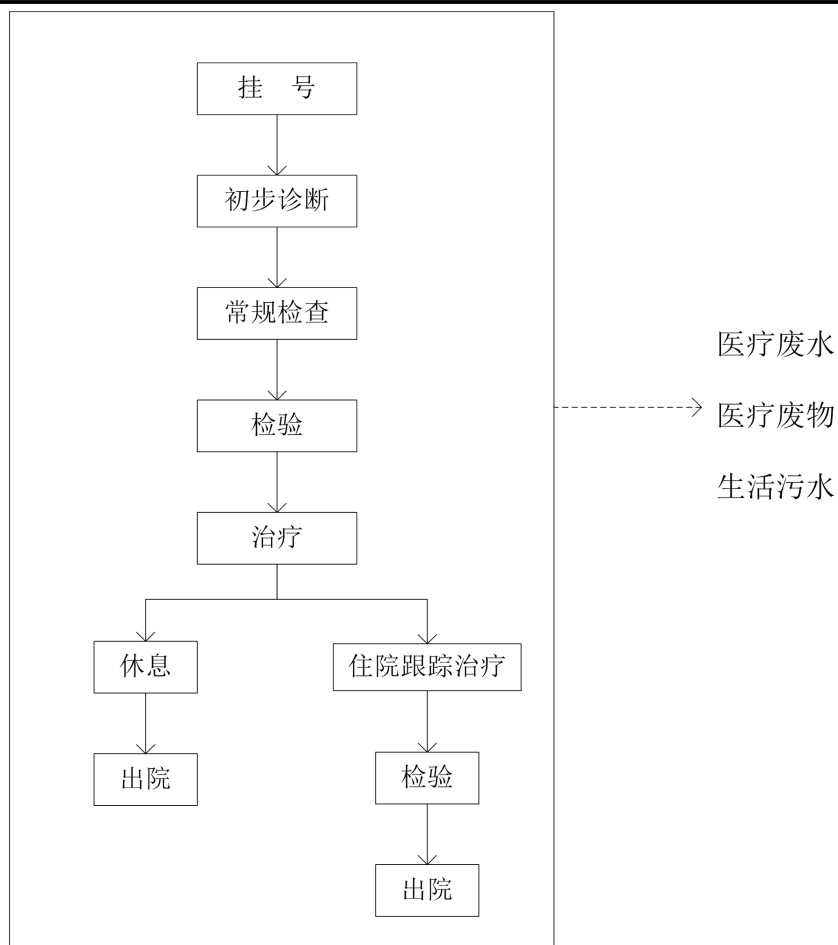 挂 号
初步诊断
常规检查
检验
治疗
休息
住院跟踪治疗
出院
检验
出院
医疗废水
医疗废物
生活污水